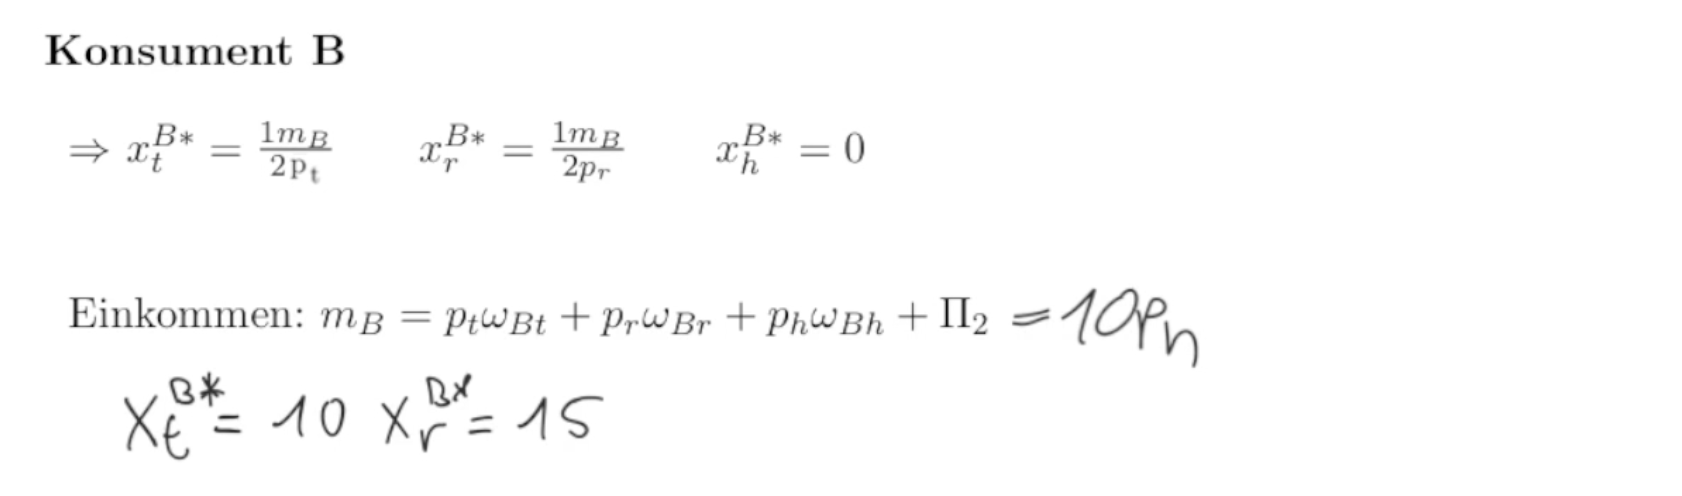 Konsument B
⇒ x_t^{B*} = 1m_B/2p_t   x_r^{B*} = 1m_B/2p_r   x_h^{B*} = 0
Einkommen: m_B = p_tω_{Bt} + p_rω_{Br} + p_hω_{Bh} + Π_2 = 10p_h
x_t^{B*} = 10 x_r^{B*} = 15